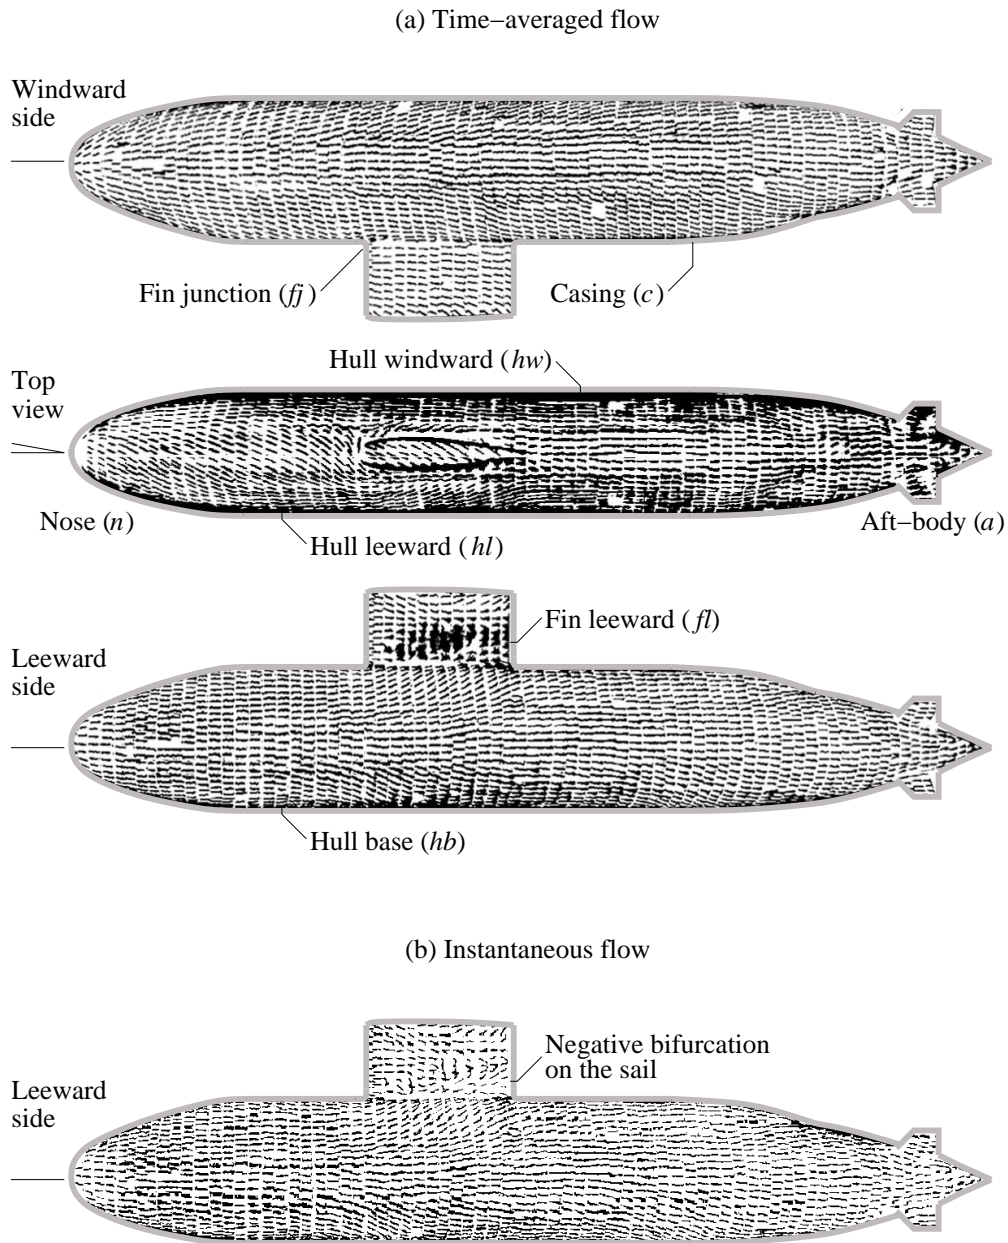 (a) Time−averaged flow
Windward
side
Fin junction (fj)
Casing (c)
Hull windward (hw)
Top
view
Nose (n)
Aft−body (a)
Hull leeward (hl)
Fin leeward (fl)
Leeward
side
Hull base (hb)
(b) Instantaneous flow
Negative bifurcation
on the sail
Leeward
side